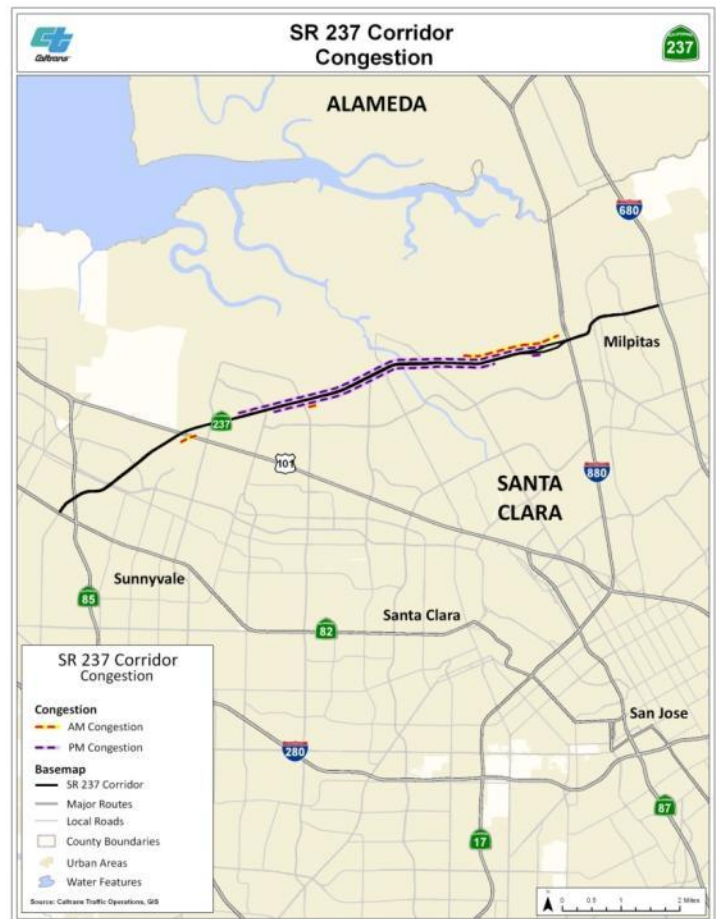 Caltrans
SR 237 Corridor
Congestion
CALIFORNIA
237
ALAMEDA
680
Milpitas
237
101
880
SANTA
CLARA
Sunnyvale
85
Santa Clara
82
SR 237 Corridor
Congestion
Congestion
AM Congestion
PM Congestion
Basemap
SR 237 Corridor
Major Routes
Local Roads
County Boundaries
Urban Areas
Water Features
Source: Caltrans Traffic Operations, GIS
280
San Jose
87
17
N
0 0.5 1 2 Miles